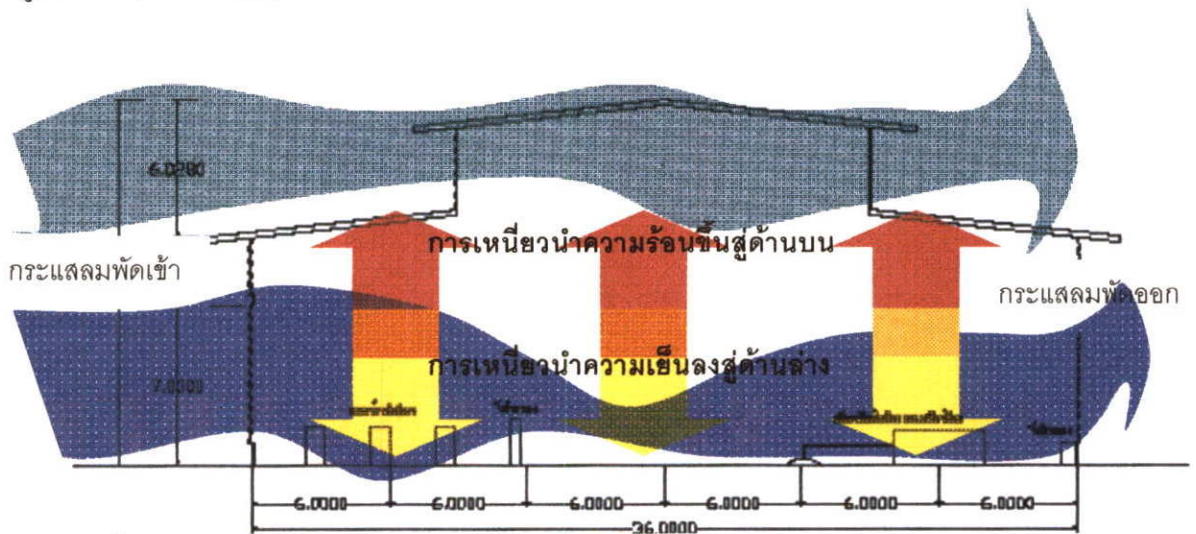 6.0200
การเหนี่ยวนำความร้อนขึ้นสู่ด้านบน
กระแสลมพัดเข้า
กระแสลมพัดออก
การเหนี่ยวนำความเย็นลงสู่ด้านล่าง
7.0000
6.0000 6.0000 6.0000 6.0000 6.0000 6.0000
36.0000